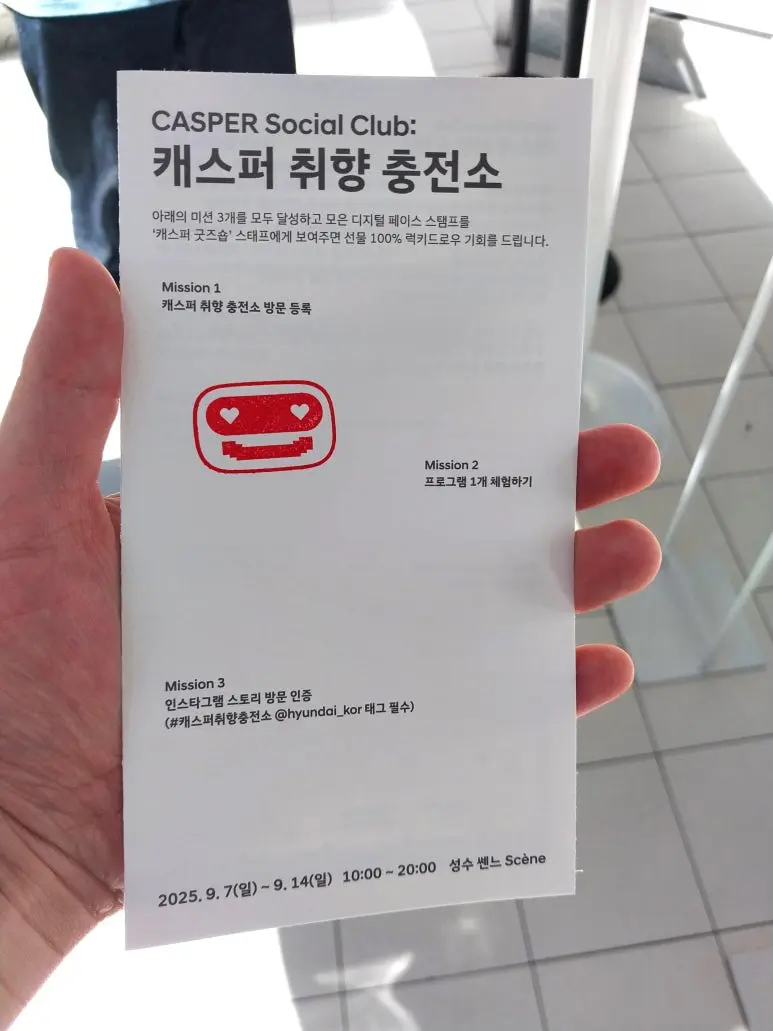 CASPER Social Club:
캐스퍼 취향 충전소
아래의 미션 3개를 모두 달성하고 모은 디지털 페이스 스탬프를
‘캐스퍼 굿즈숍’ 스태프에게 보여주면 선물 100% 럭키드로우 기회를 드립니다.
Mission 1
캐스퍼 취향 충전소 방문 등록
Mission 2
프로그램 1개 체험하기
Mission 3
인스타그램 스토리 방문 인증
(#캐스퍼취향충전소 @hyundai_kor 태그 필수)
2025. 9. 7(일) ~ 9. 14(일) 10:00 ~ 20:00 성수 쎈느 Scène